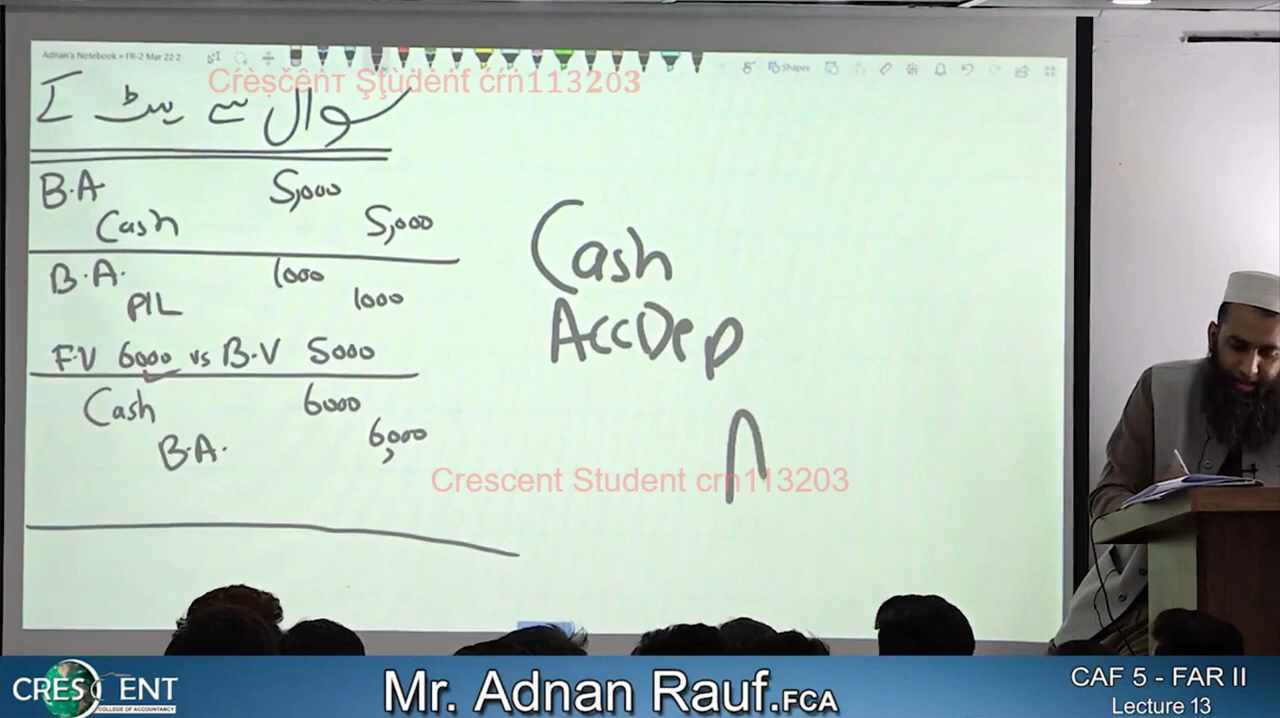 Adnan's Notebook » FR-2 Mar 22-2
Shapes
Crescent Student crn113203
سوال سے ہٹ کے
B.A 5,000
Cash 5,000
B.A. 1000
P/L 1000
F.V 6000 vs B.V 5000
Cash 6000
B.A. 6,000
Cash
AccDep
Crescent Student crn113203
CRESCENT
COLLEGE OF ACCOUNTANCY
Mr. Adnan Rauf.FCA
CAF 5 - FAR II
Lecture 13